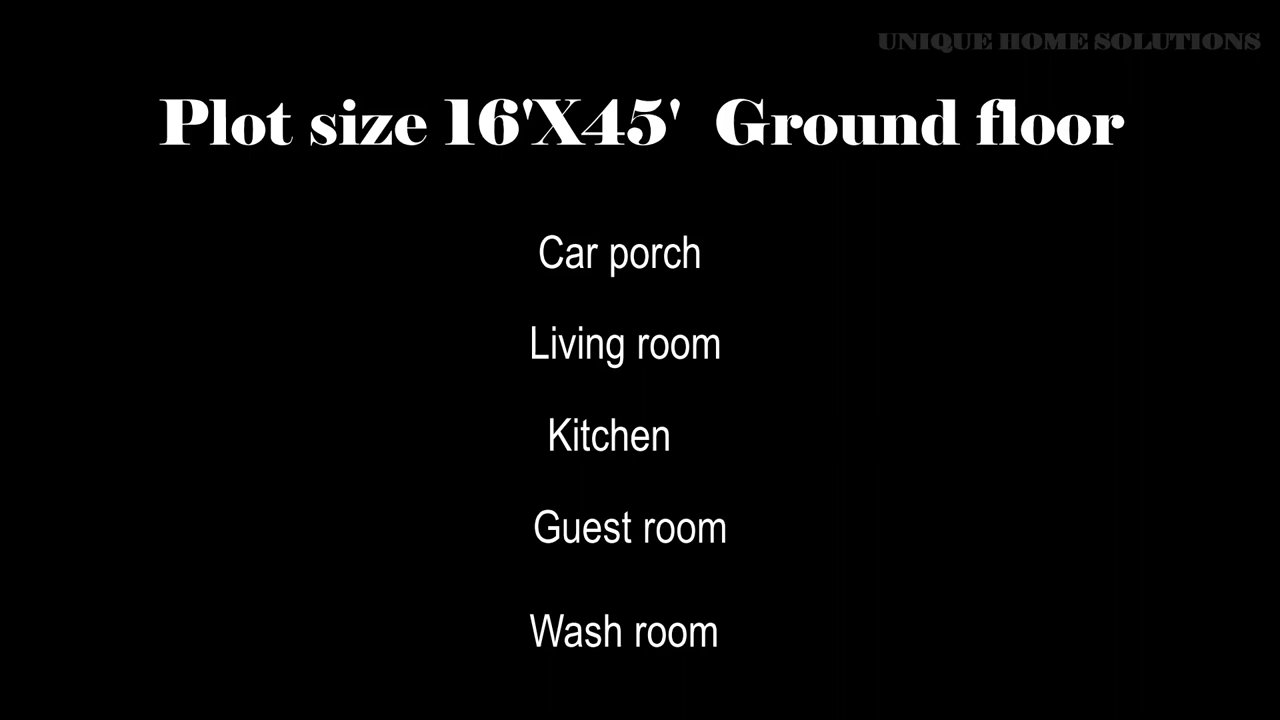 UNIQUE HOME SOLUTIONS
Plot size 16'X45' Ground floor
Car porch
Living room
Kitchen
Guest room
Wash room